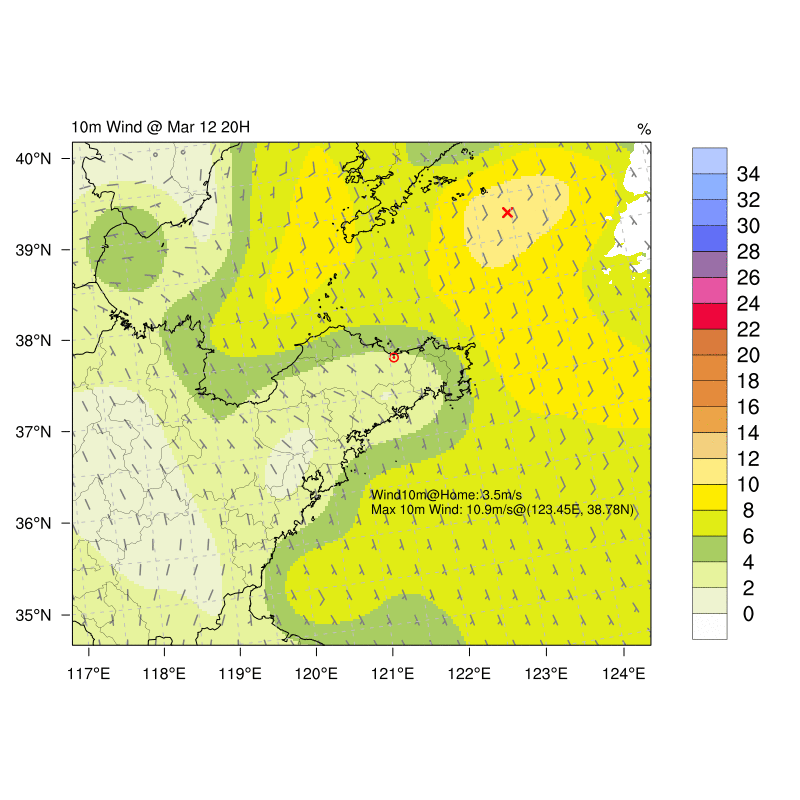 10m Wind @ Mar 12 20H
%
40°N
39°N
38°N
37°N
36°N
35°N
117°E
118°E
119°E
120°E
121°E
122°E
123°E
124°E
Wind10m@Home: 3.5m/s
Max 10m Wind: 10.9m/s@(123.45E, 38.78N)
34
32
30
28
26
24
22
20
18
16
14
12
10
8
6
4
2
0